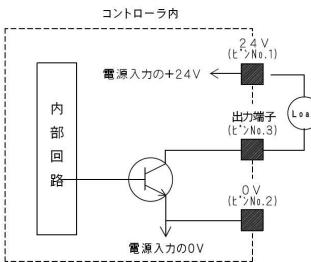 コントローラ内
24V
(ピンNo.1)
電源入力の+24V
内部回路
出力端子
(ピンNo.3)
Loa
0V
(ピンNo.2)
電源入力の0V